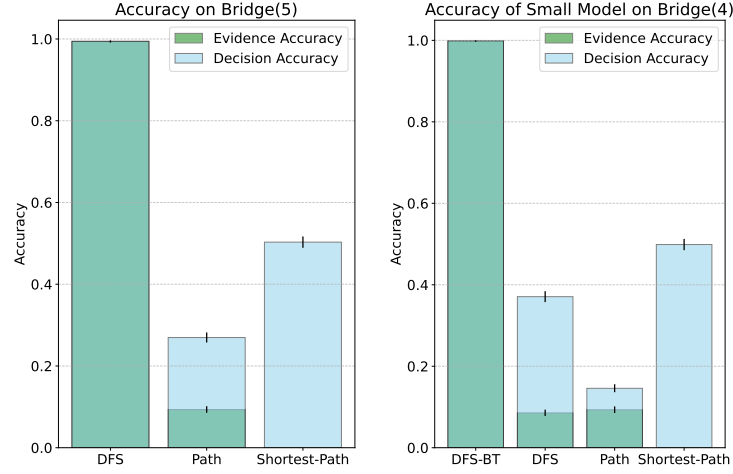 Accuracy on Bridge(5)
Accuracy
1.0
0.8
0.6
0.4
0.2
0.0
Evidence Accuracy
Decision Accuracy
DFS
Path
Shortest-Path
Accuracy of Small Model on Bridge(4)
Accuracy
1.0
0.8
0.6
0.4
0.2
0.0
Evidence Accuracy
Decision Accuracy
DFS-BT
DFS
Path
Shortest-Path